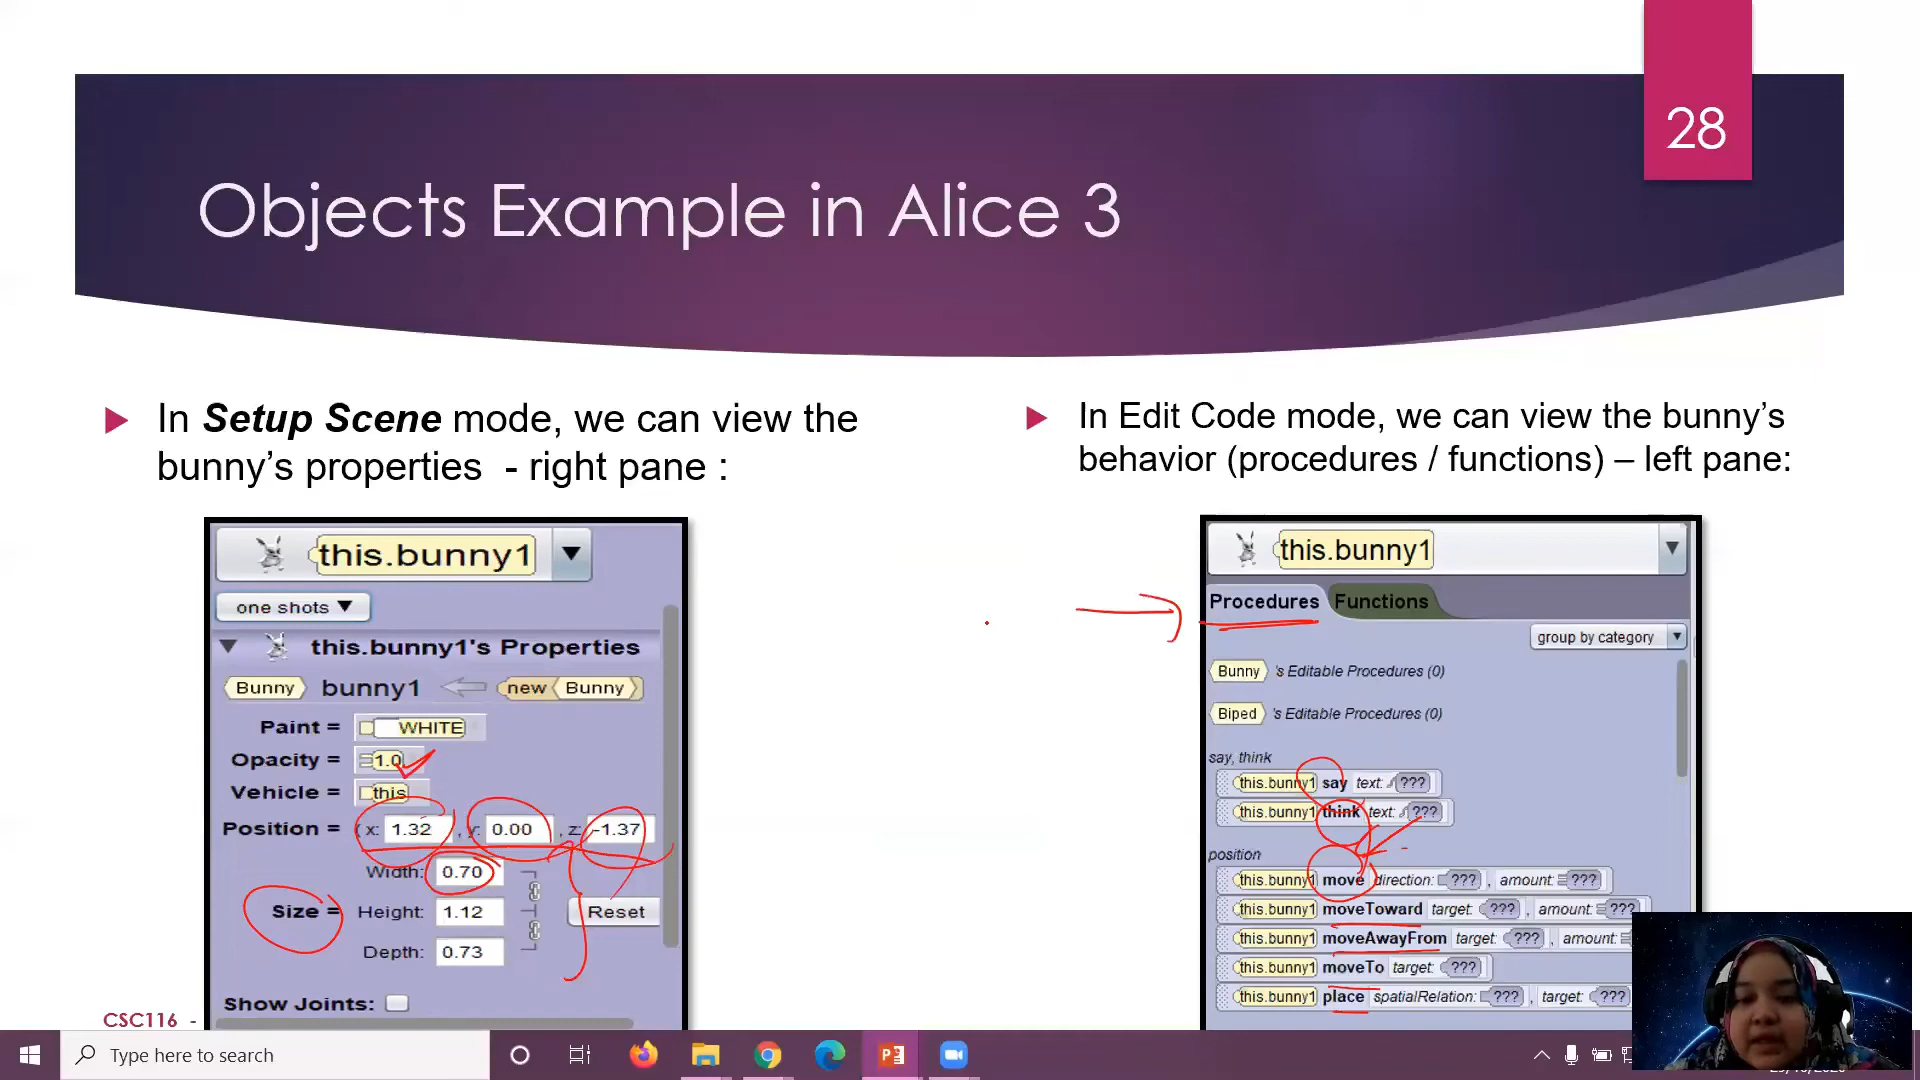 28
Objects Example in Alice 3
In Setup Scene mode, we can view the
bunny's properties - right pane :
this.bunny1
one shots
this.bunny1's Properties
Bunny bunny1 new Bunny
Paint = WHITE
Opacity = 1.0
Vehicle = this
Position = ( x: 1.32 , y: 0.00 , z: -1.37
Width: 0.70
Size = Height: 1.12 Reset
Depth: 0.73
Show Joints:
CSC116 -
In Edit Code mode, we can view the bunny's
behavior (procedures / functions) – left pane:
this.bunny1
Procedures Functions
group by category
Bunny 's Editable Procedures (0)
Biped 's Editable Procedures (0)
say, think
this.bunny1 say text: ???
this.bunny1 think text: ???
position
this.bunny1 move direction: ??? , amount: ???
this.bunny1 moveToward target: ??? , amount: ???
this.bunny1 moveAwayFrom target: ??? , amount:
this.bunny1 moveTo target: ???
this.bunny1 place spatialRelation: ??? , target: ???
Type here to search